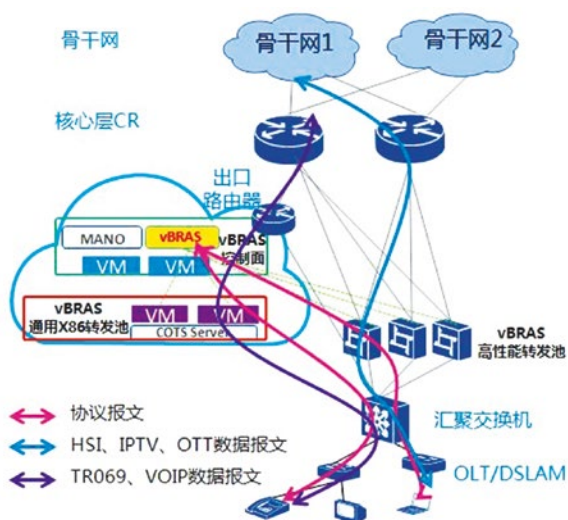 骨干网
骨干网1
骨干网2
核心层CR
出口
路由器
MANO
vBRAS
vBRAS
控制面
VM
VM
vBRAS
通用X86转发池
VM
VM
COTS Server
vBRAS
高性能转发池
协议报文
汇聚交换机
HSI、IPTV、OTT数据报文
OLT/DSLAM
TR069、VOIP数据报文